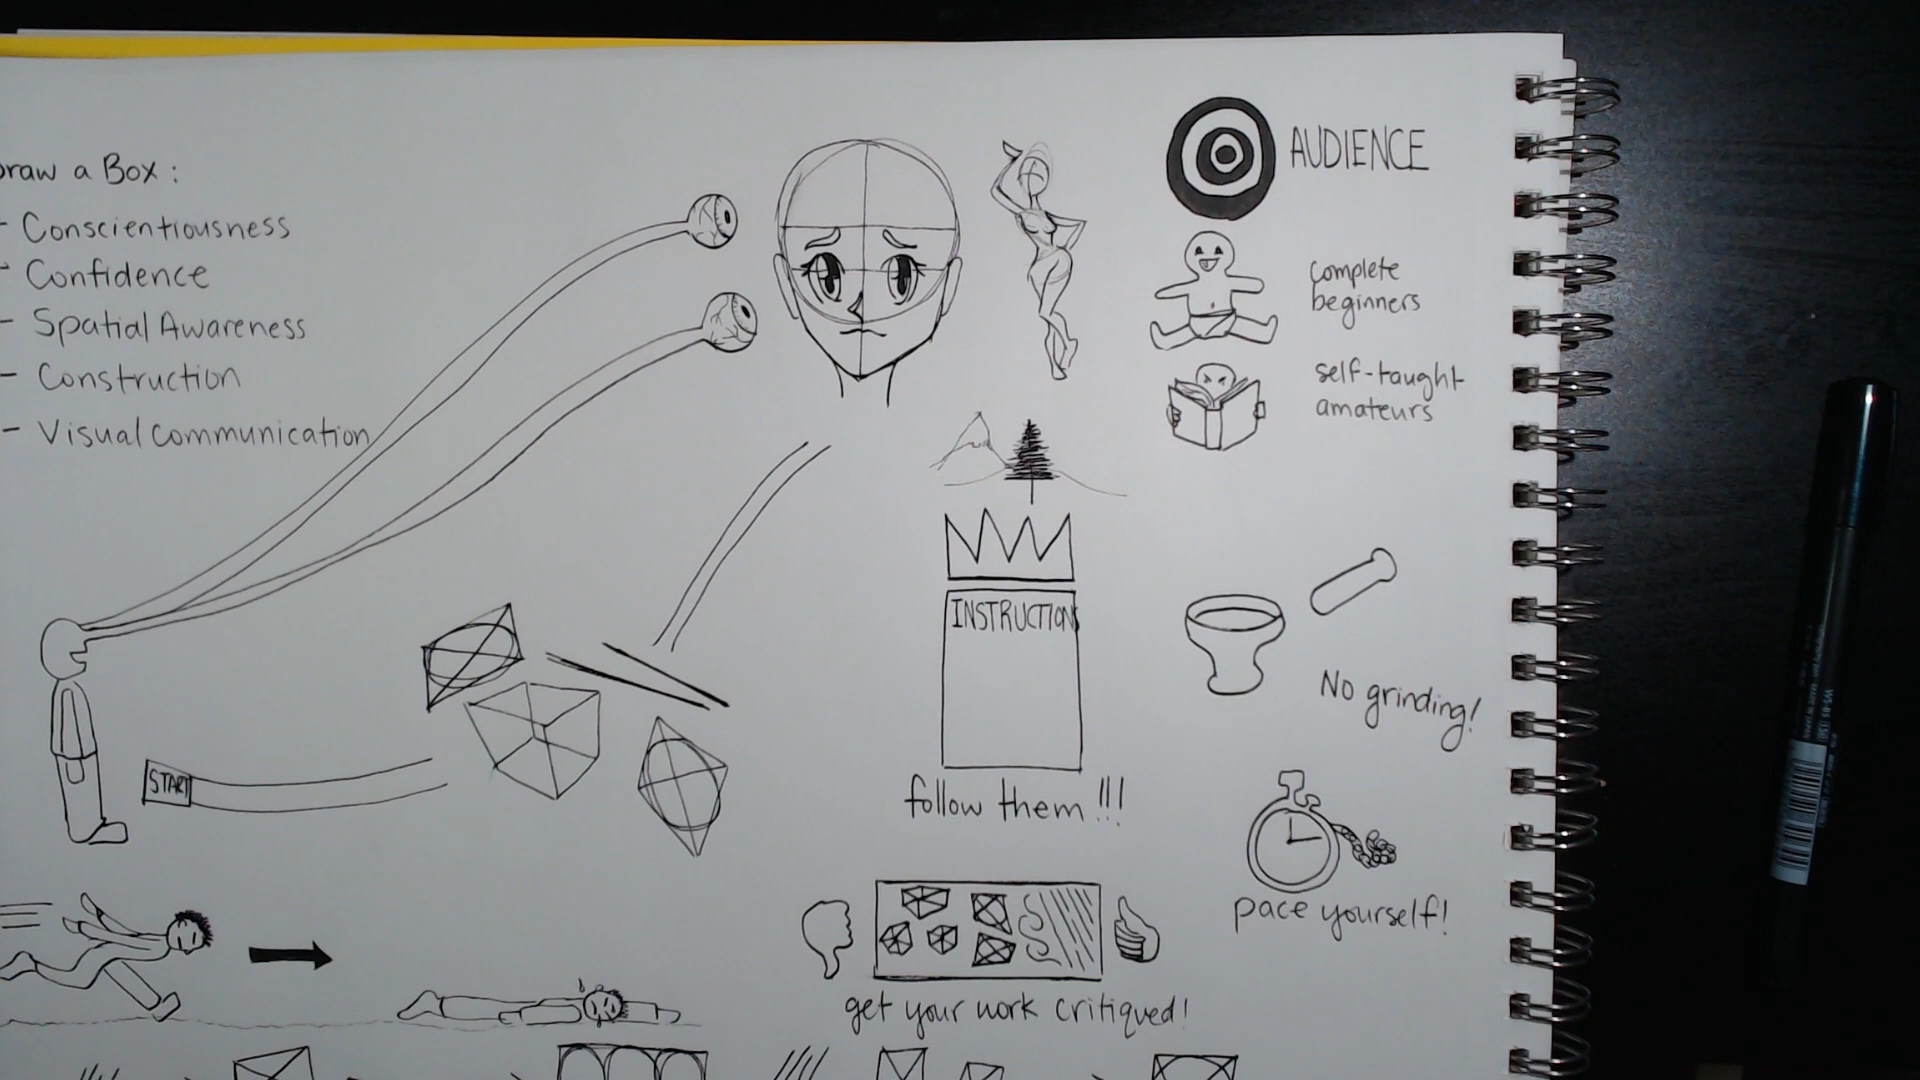 Draw a Box:
- Conscientiousness
- Confidence
- Spatial Awareness
- Construction
- Visual Communication
AUDIENCE
complete
beginners
self-taught
amateurs
INSTRUCTIONS
follow them!!!
No grinding!
START
pace yourself!
get your work critiqued!